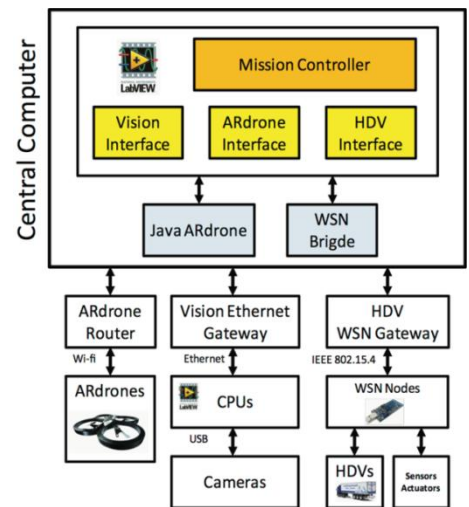 Central Computer
LabVIEW
Mission Controller
Vision
Interface
ARdrone
Interface
HDV
Interface
Java ARdrone
WSN
Brigde
ARdrone
Router
Vision Ethernet
Gateway
HDV
WSN Gateway
Wi-fi
Ethernet
IEEE 802.15.4
ARdrones
LabVIEW
CPUs
WSN Nodes
USB
Cameras
HDVs
Sensors
Actuators